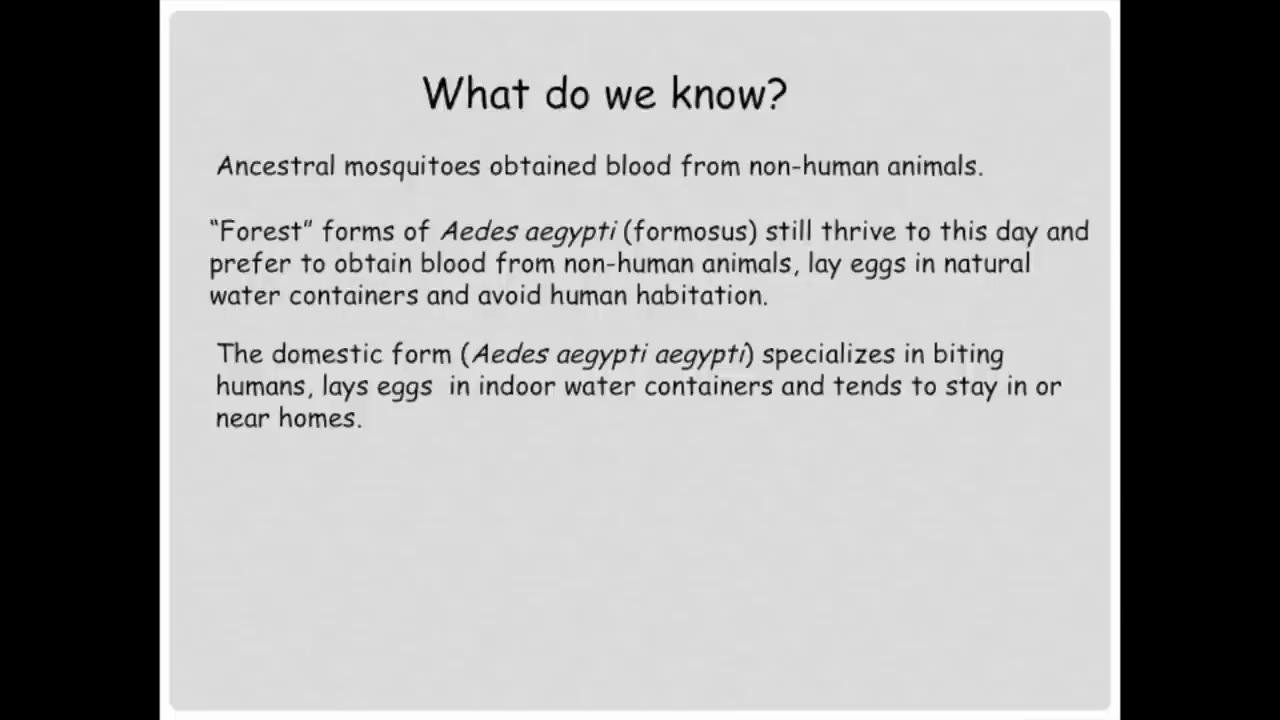 What do we know?
Ancestral mosquitoes obtained blood from non-human animals.
“Forest” forms of Aedes aegypti (formosus) still thrive to this day and
prefer to obtain blood from non-human animals, lay eggs in natural
water containers and avoid human habitation.
The domestic form (Aedes aegypti aegypti) specializes in biting
humans, lays eggs  in indoor water containers and tends to stay in or
near homes.